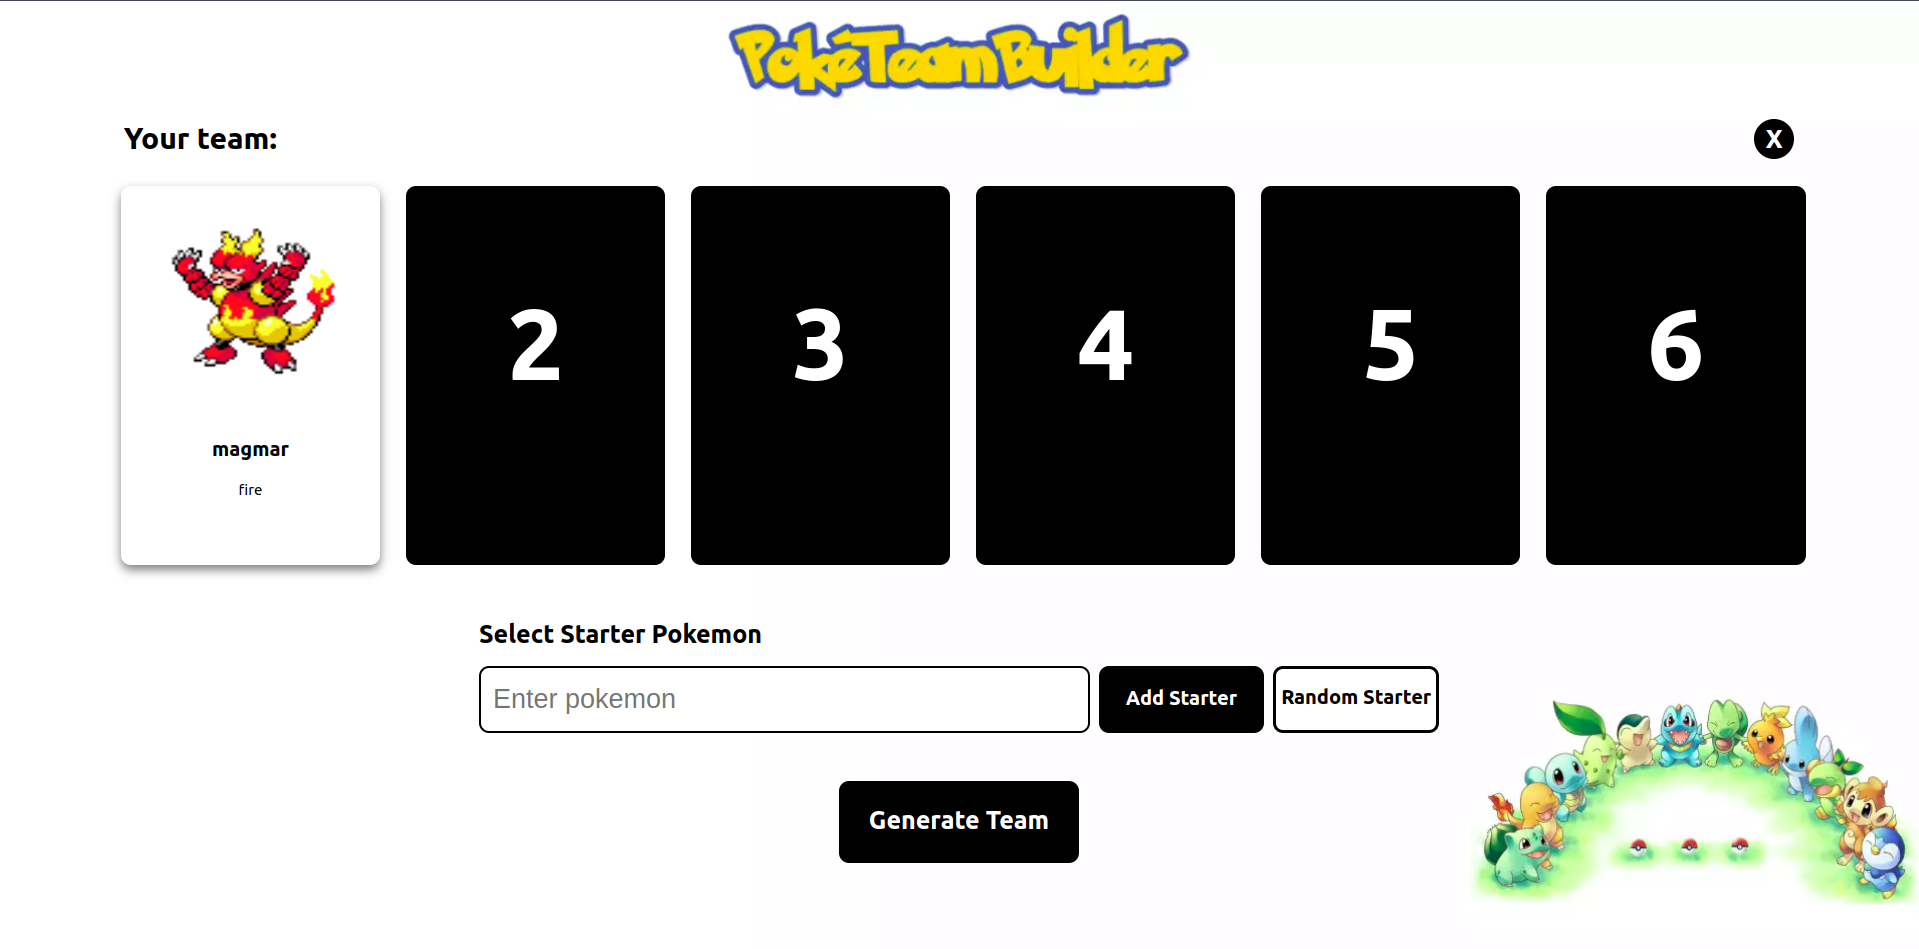 PokéTeamBuilder
Your team:
X
magmar
fire
2
3
4
5
6
Select Starter Pokemon
Enter pokemon
Add Starter
Random Starter
Generate Team